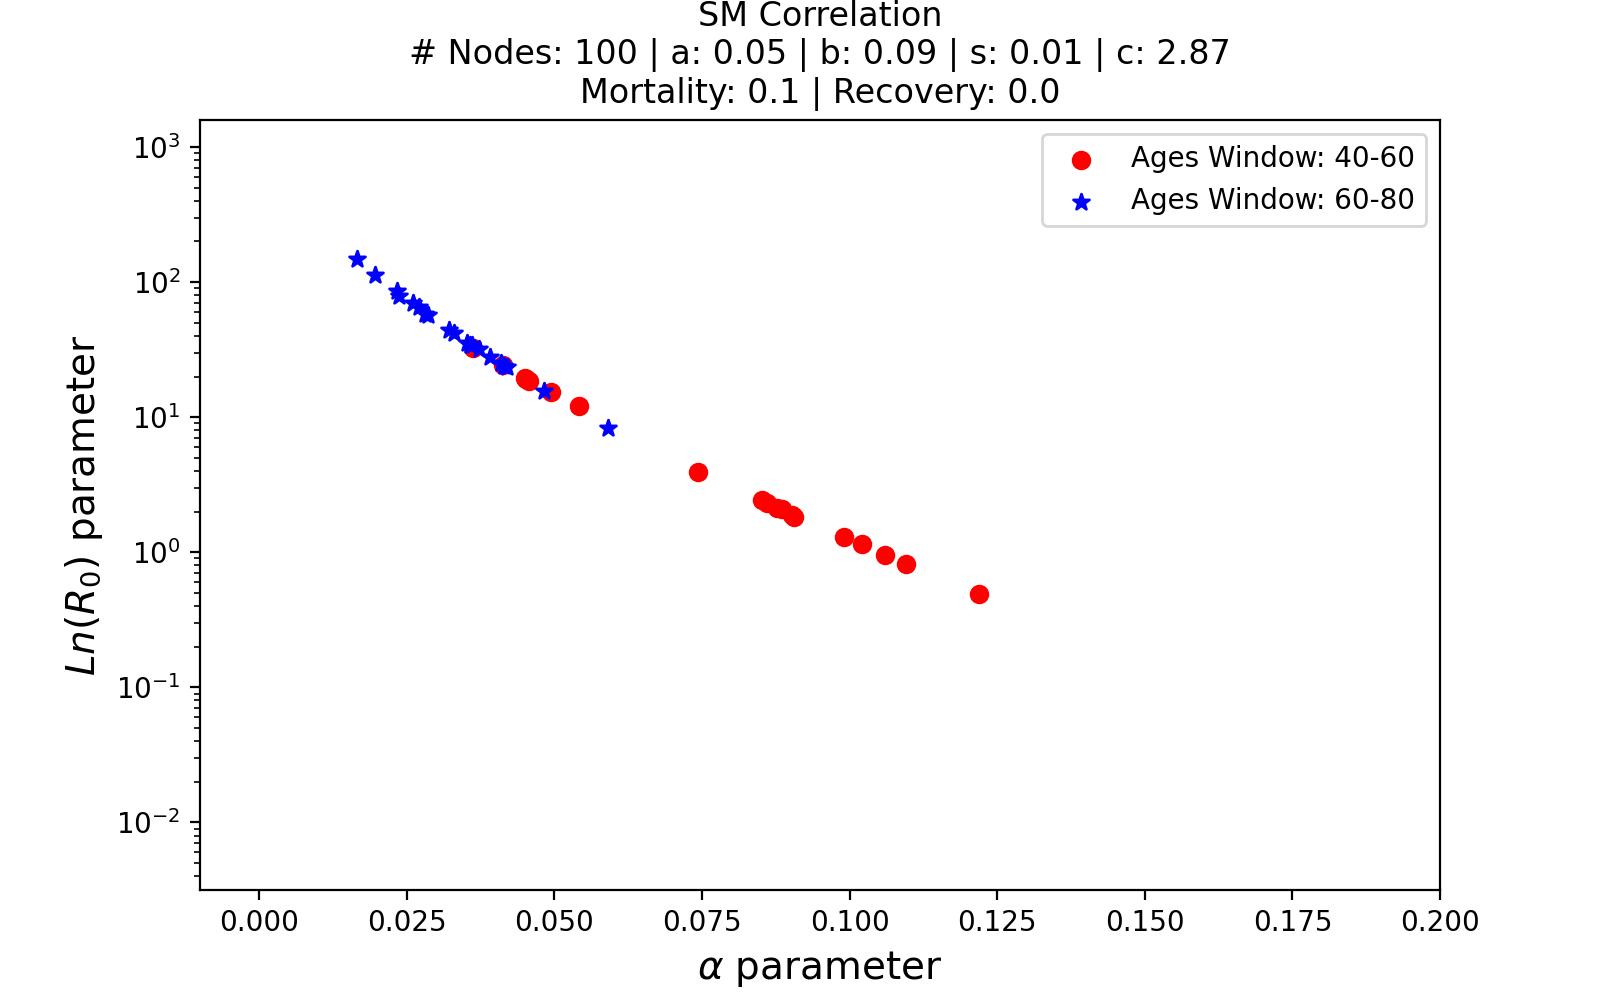 SM Correlation
# Nodes: 100 | a: 0.05 | b: 0.09 | s: 0.01 | c: 2.87
Mortality: 0.1 | Recovery: 0.0
Ages Window: 40-60
Ages Window: 60-80
10³
10²
10¹
10⁰
10⁻¹
10⁻²
Ln(R₀) parameter
0.000 0.025 0.050 0.075 0.100 0.125 0.150 0.175 0.200
α parameter